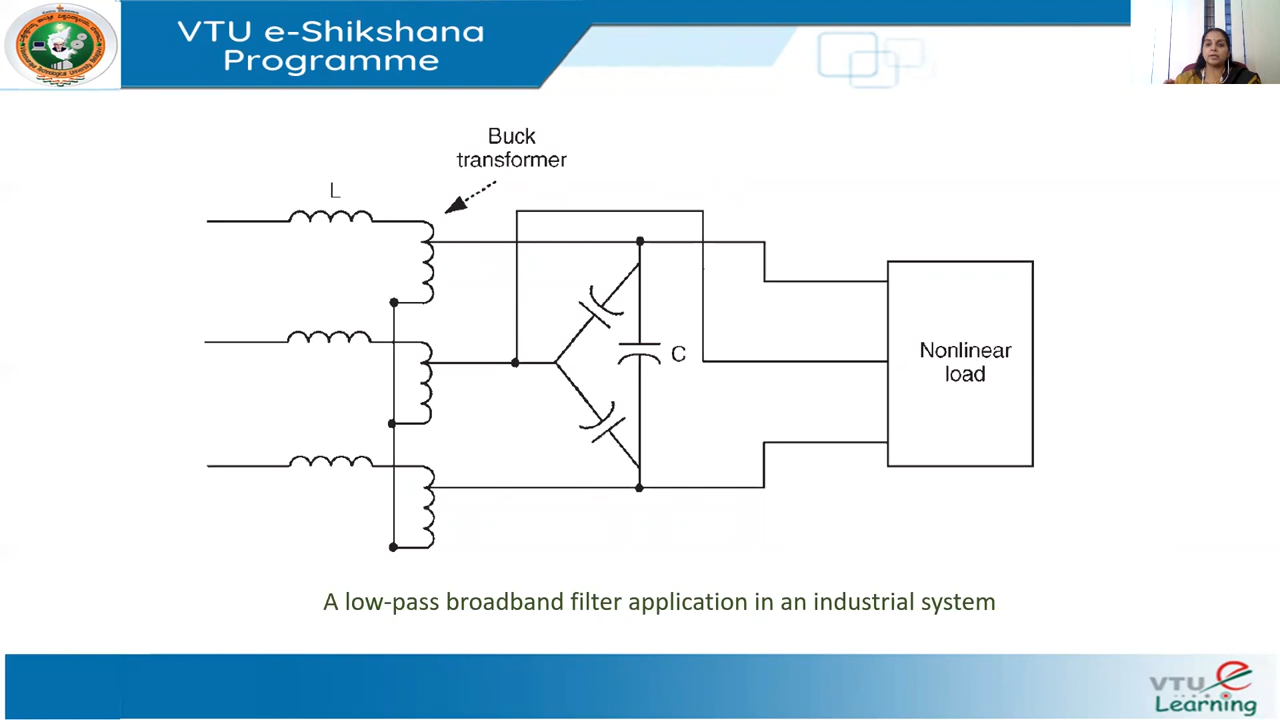 VTU e-Shikshana
Programme
Buck
transformer
L
C
Nonlinear
load
A low-pass broadband filter application in an industrial system
VTU e
Learning